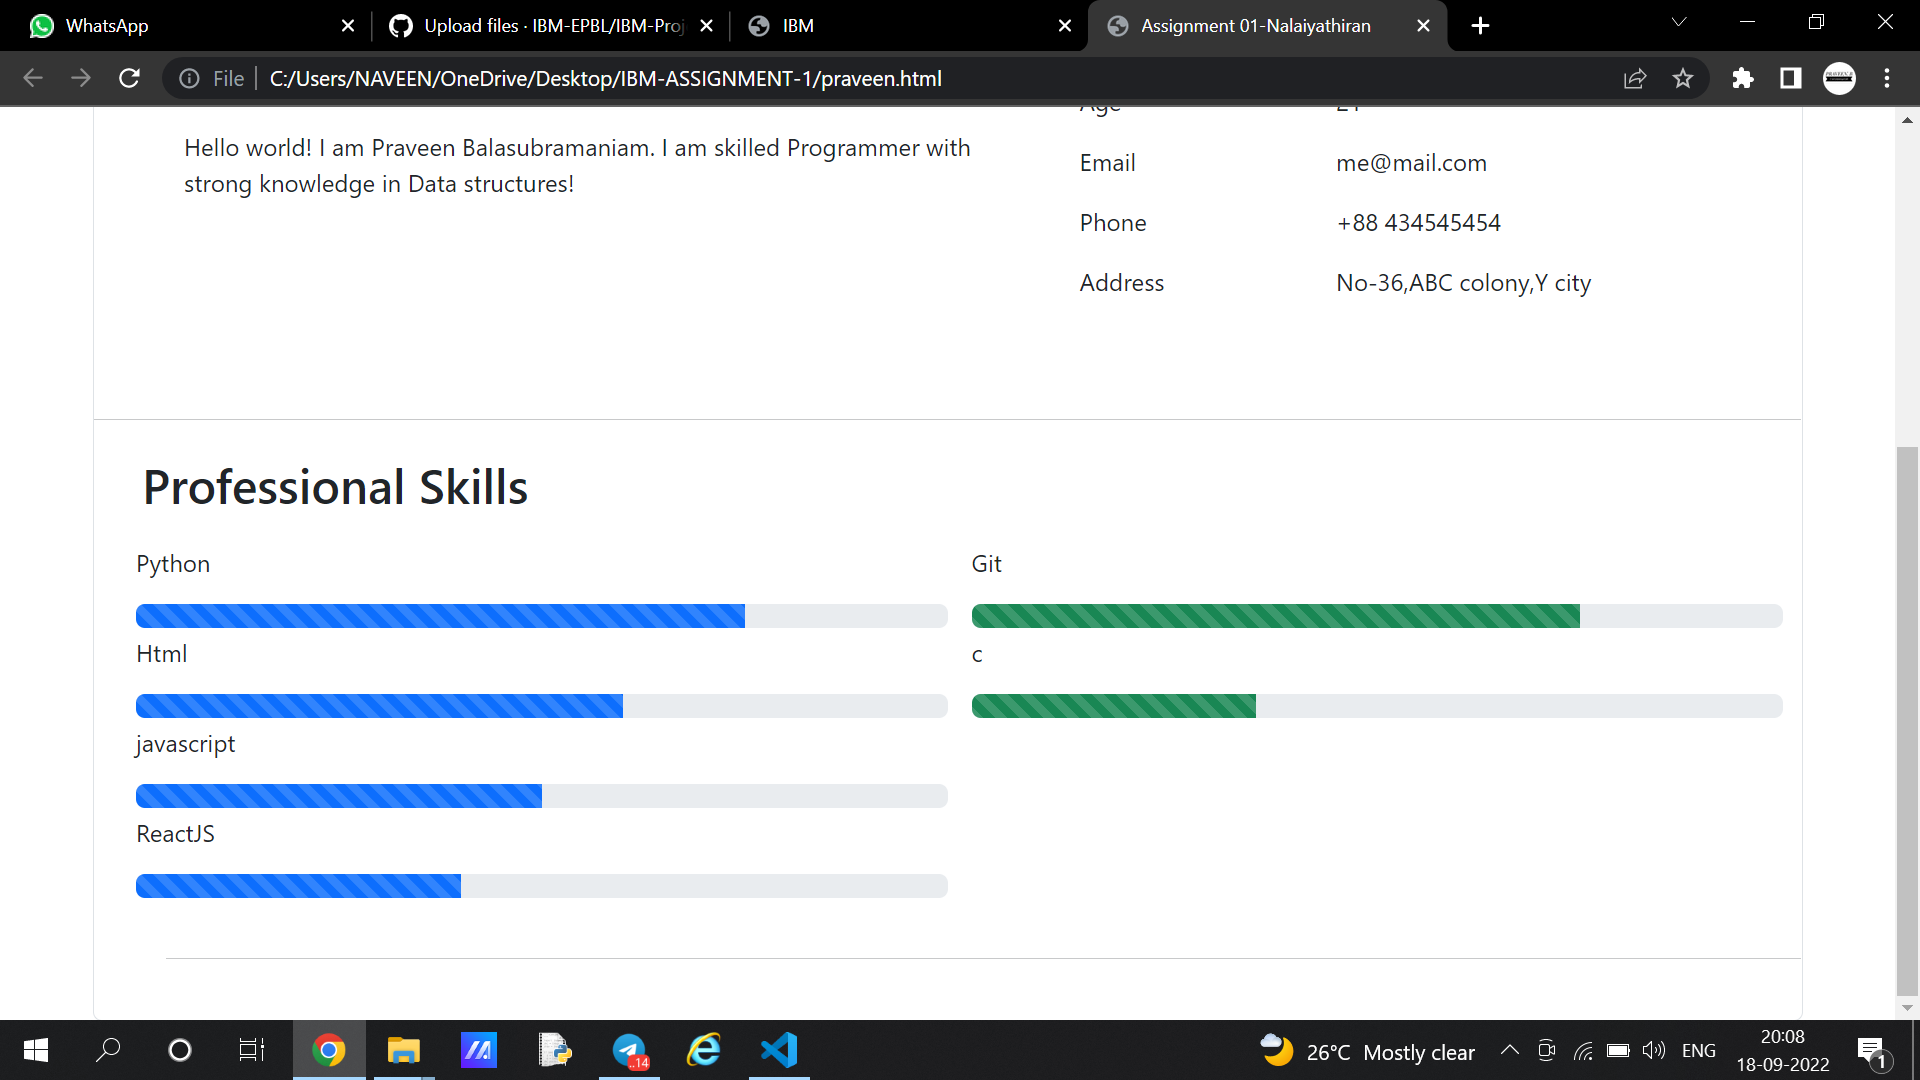 WhatsApp
Upload files · IBM-EPBL/IBM-Proj
IBM
Assignment 01-Nalaiyathiran
File
C:/Users/NAVEEN/OneDrive/Desktop/IBM-ASSIGNMENT-1/praveen.html
Hello world! I am Praveen Balasubramaniam. I am skilled Programmer with
strong knowledge in Data structures!
Age
Email me@mail.com
Phone +88 434545454
Address No-36,ABC colony,Y city
Professional Skills
Python
Html
javascript
ReactJS
Git
c
..14
26°C Mostly clear
ENG
20:08
18-09-2022
1